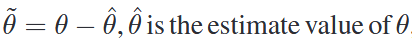 θ̃ = θ − θ̂, θ̂ is the estimate value of θ.